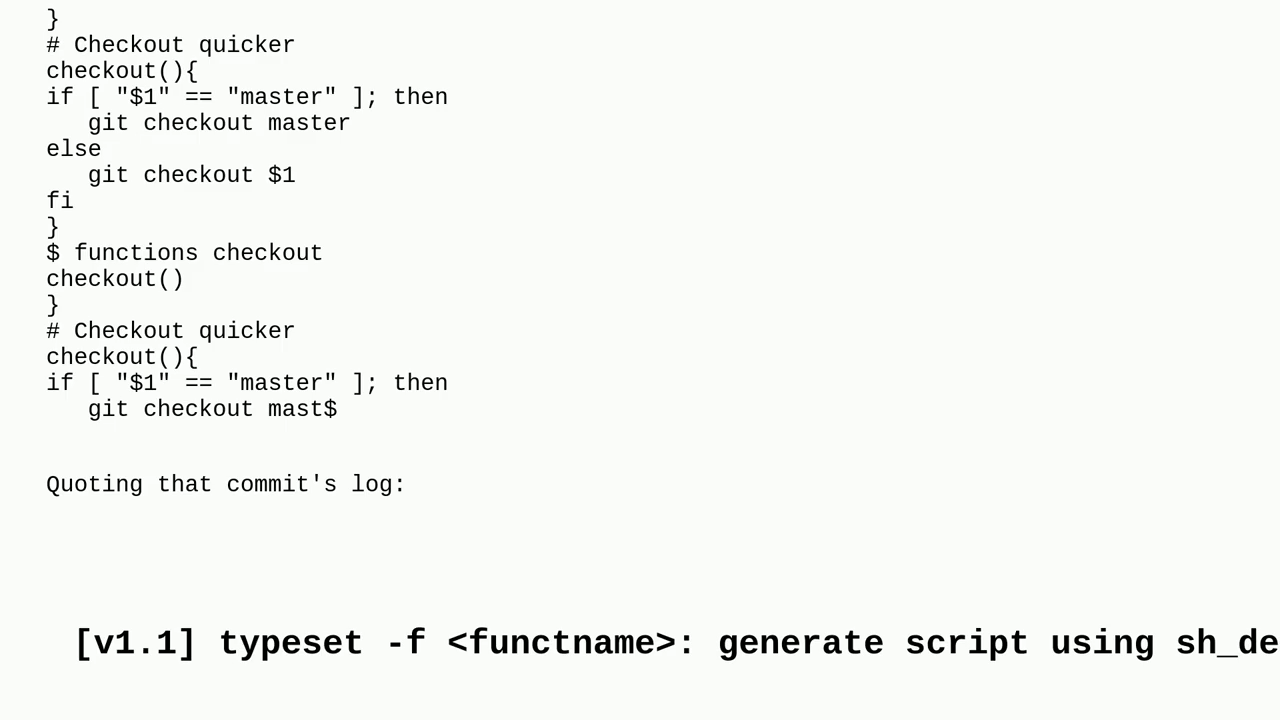 }
# Checkout quicker
checkout(){
if [ "$1" == "master" ]; then
   git checkout master
else
   git checkout $1
fi
}
$ functions checkout
checkout()
}
# Checkout quicker
checkout(){
if [ "$1" == "master" ]; then
   git checkout mast$
Quoting that commit's log:
[v1.1] typeset -f <functname>: generate script using sh_de